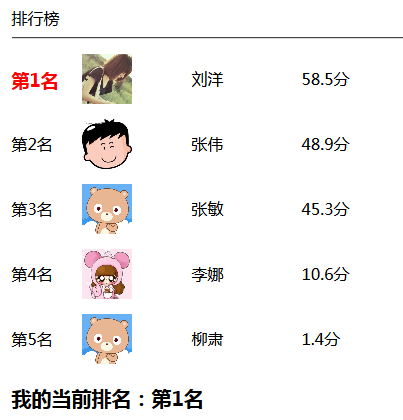 排行榜
第1名 刘洋 58.5分
第2名 张伟 48.9分
第3名 张敏 45.3分
第4名 李娜 10.6分
第5名 柳萧 1.4分
我的当前排名：第1名